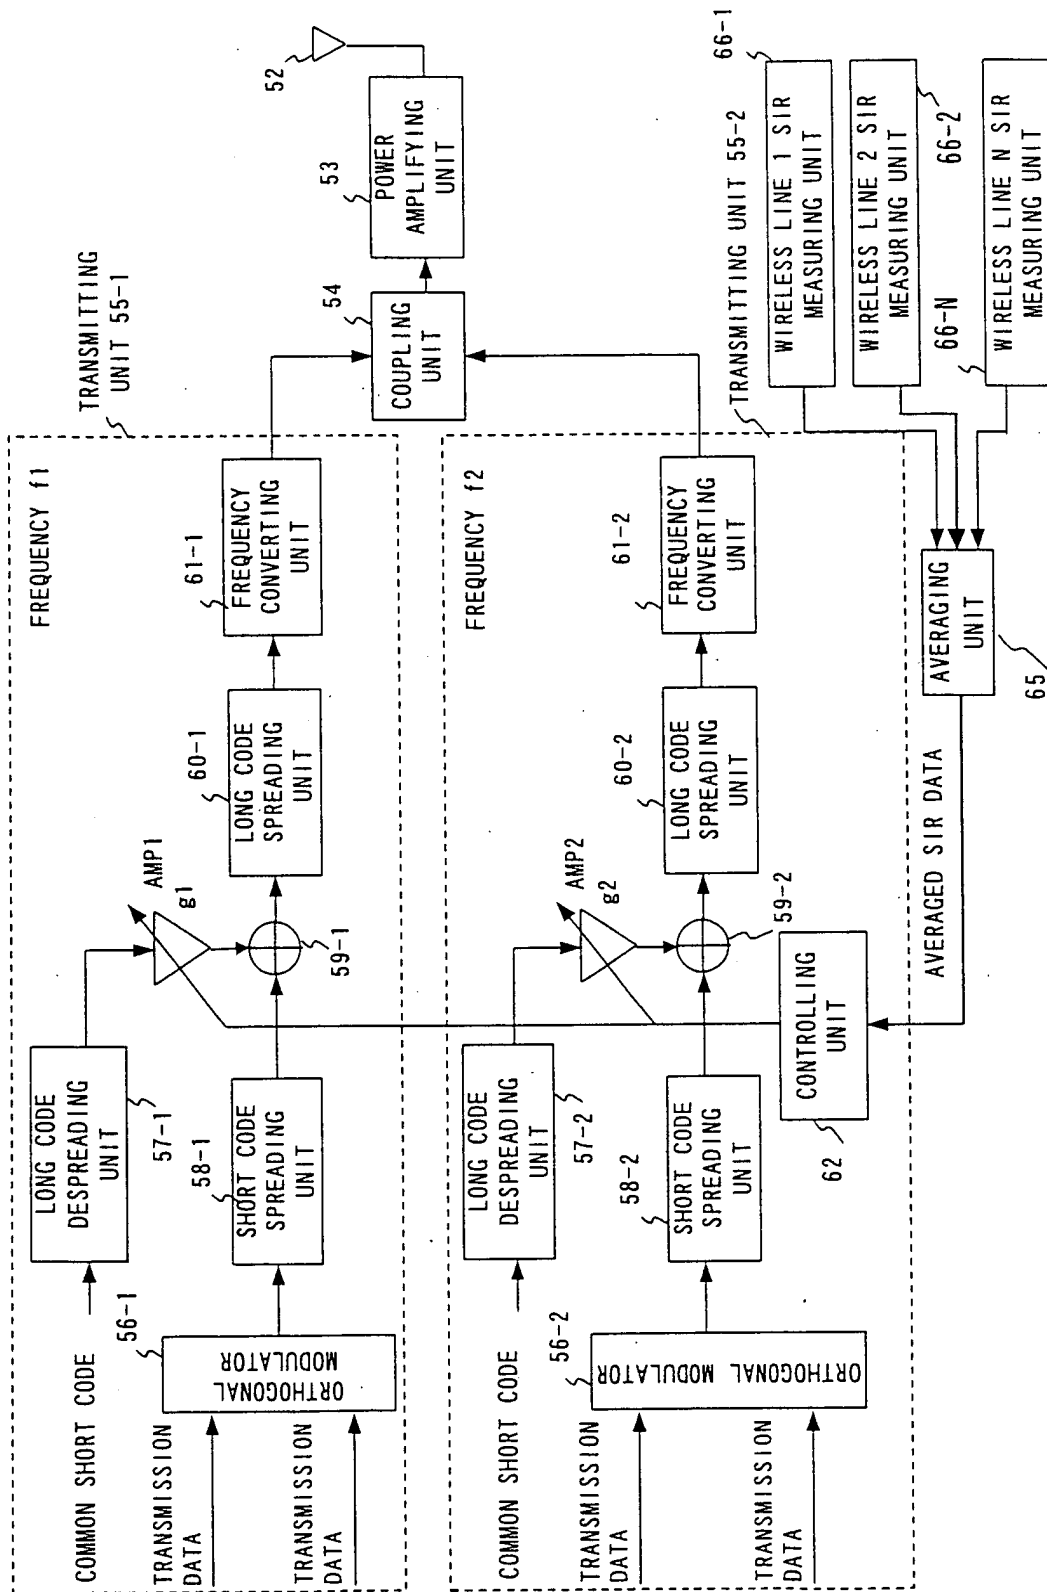 TRANSMITTING
UNIT 55-1
FREQUENCY f1
COMMON SHORT CODE
LONG CODE
DESPREADING
UNIT
57-1
AMP1
g1
TRANSMISSION
DATA
TRANSMISSION
DATA
56-1
ORTHOGONAL
MODULATOR
58-1
SHORT CODE
SPREADING
UNIT
59-1
60-1
LONG CODE
SPREADING
UNIT
61-1
FREQUENCY
CONVERTING
UNIT
54
COUPLING
UNIT
53
POWER
AMPLIFYING
UNIT
52
TRANSMITTING UNIT 55-2
FREQUENCY f2
COMMON SHORT CODE
LONG CODE
DESPREADING
UNIT
57-2
AMP2
g2
TRANSMISSION
DATA
TRANSMISSION
DATA
56-2
ORTHOGONAL MODULATOR
58-2
SHORT CODE
SPREADING
UNIT
59-2
60-2
LONG CODE
SPREADING
UNIT
61-2
FREQUENCY
CONVERTING
UNIT
CONTROLLING
UNIT
62
AVERAGED SIR DATA
AVERAGING
UNIT
65
66-1
WIRELESS LINE 1 SIR
MEASURING UNIT
WIRELESS LINE 2 SIR
MEASURING UNIT
66-2
66-N
WIRELESS LINE N SIR
MEASURING UNIT